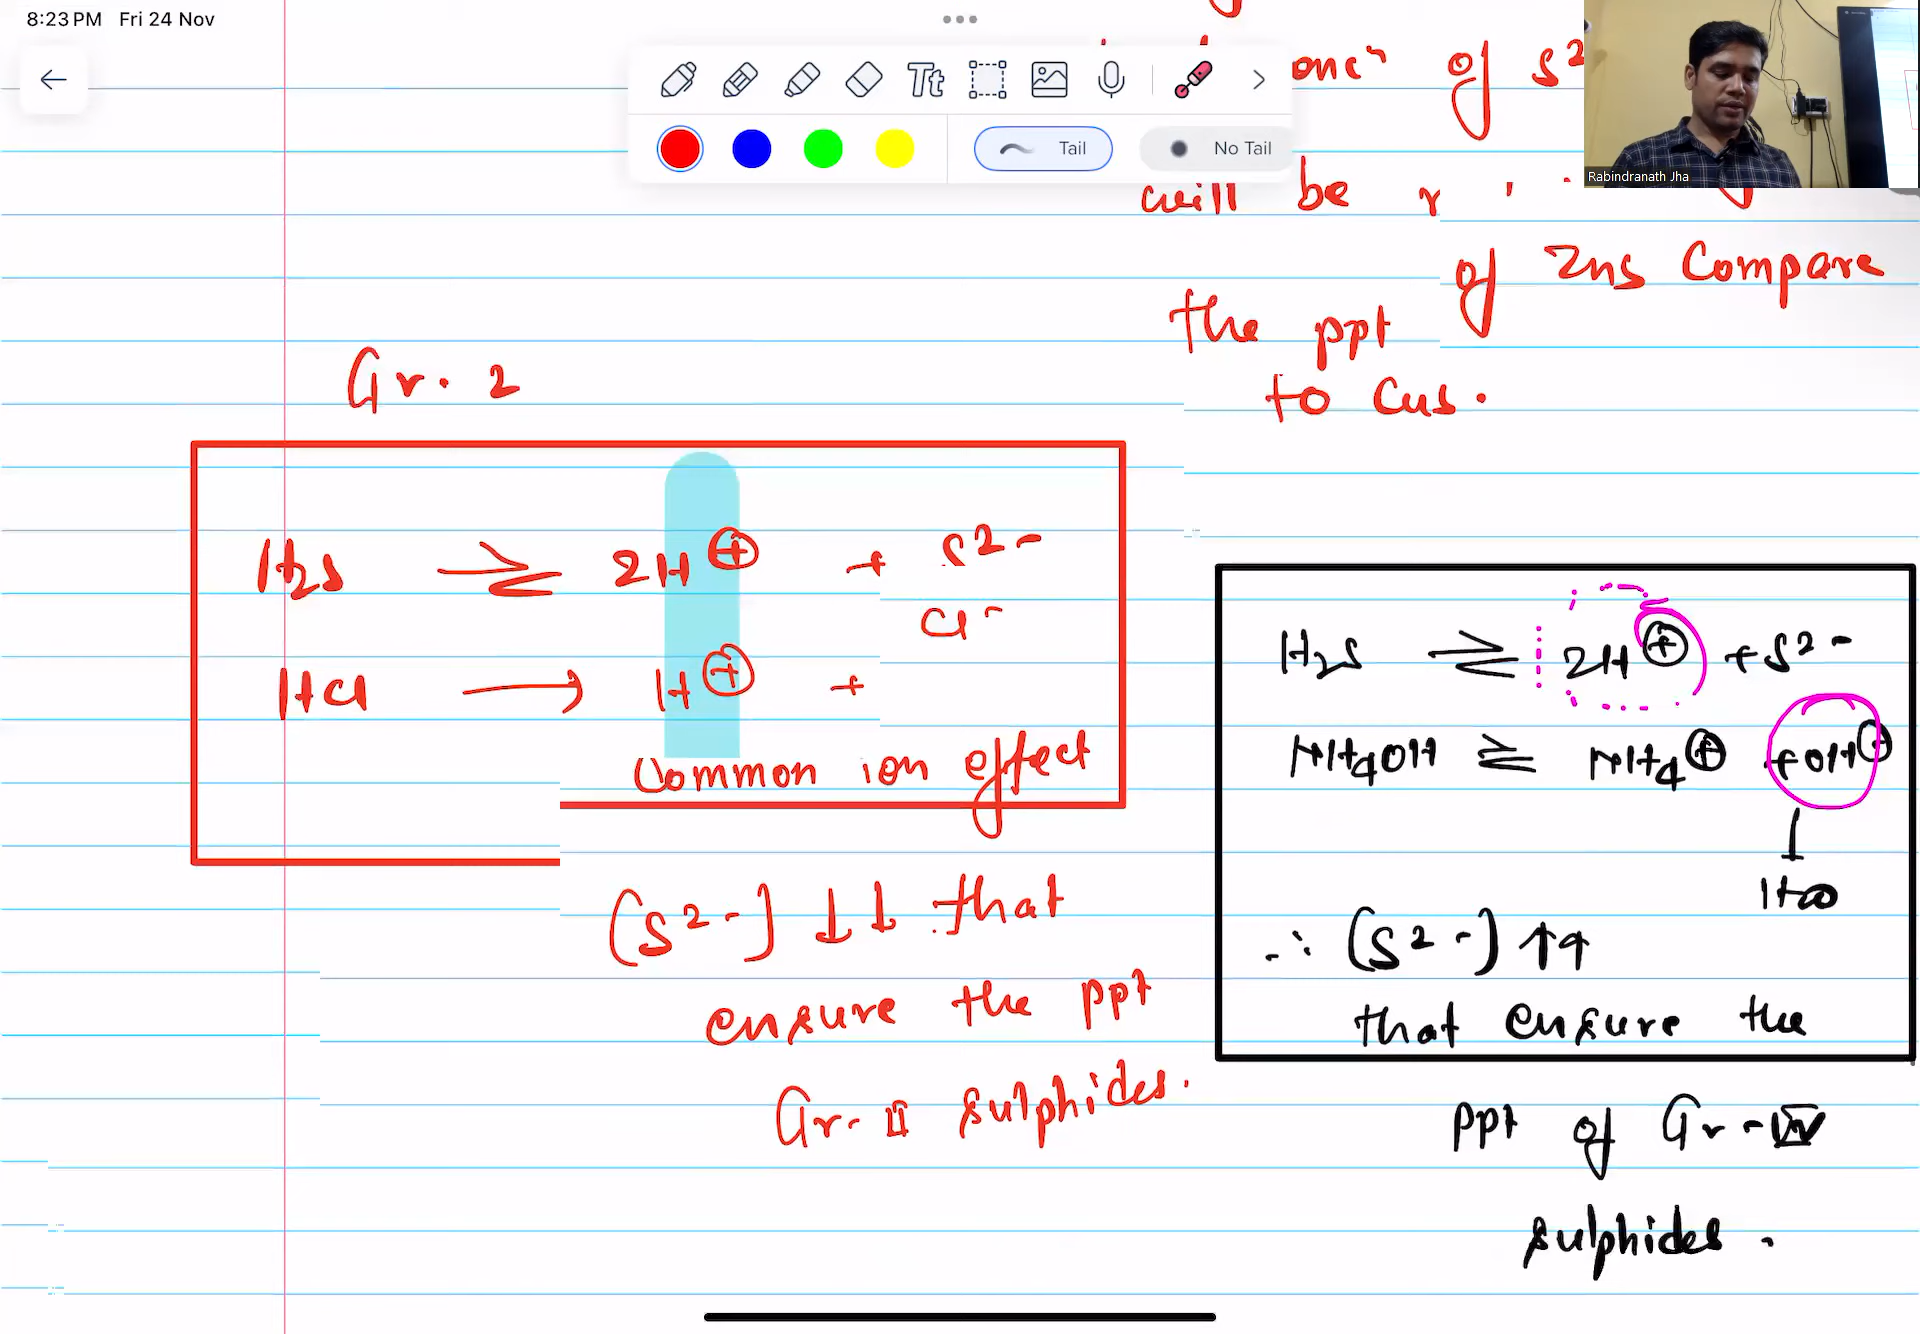 8:23 PM Fri 24 Nov
Tt
Tail
No Tail
Rabindranath Jha
of S²
will be
of ZnS Compare
the ppt
to CuS.
Gr. 2
H₂S ⇌ 2H⊕ + S²⁻
Cl⁻
HCl → H⊕ +
Common ion effect
(S²⁻] ↓↓ that
ensure the ppt
Gr-II sulphides.
H₂S ⇌ 2H⊕ + S²⁻
NH₄OH ⇌ NH₄⊕ + OH⊖
∴ (S²⁻) ↑↑
that ensure the
ppt of Gr-IV
sulphides.